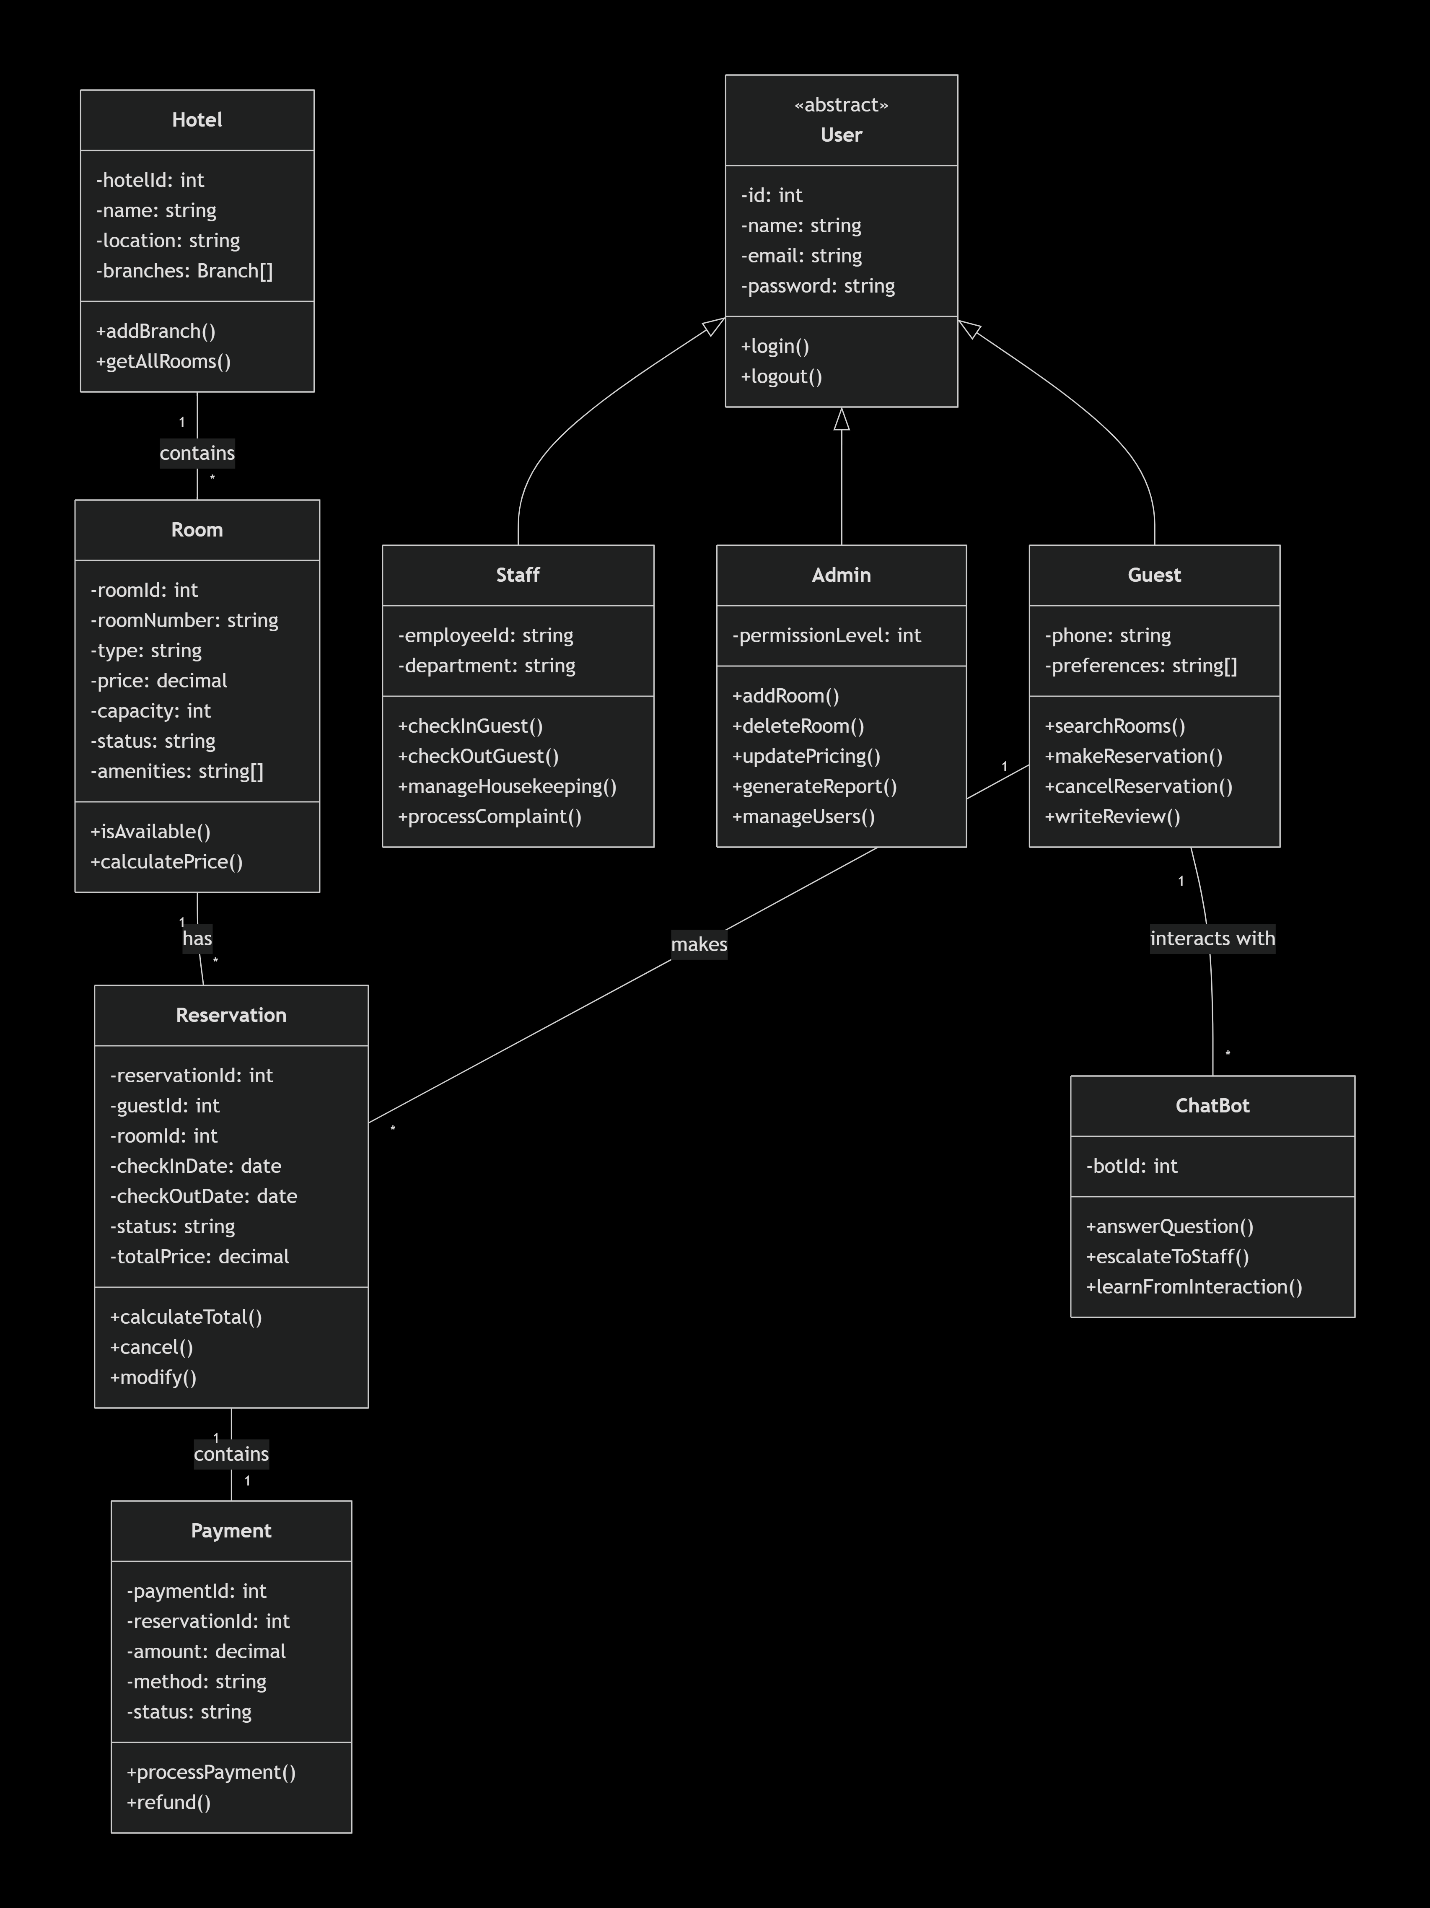 Hotel
-hotelId: int
-name: string
-location: string
-branches: Branch[]
+addBranch()
+getAllRooms()
«abstract»
User
-id: int
-name: string
-email: string
-password: string
+login()
+logout()
1
contains
*
Room
-roomId: int
-roomNumber: string
-type: string
-price: decimal
-capacity: int
-status: string
-amenities: string[]
+isAvailable()
+calculatePrice()
Staff
-employeeId: string
-department: string
+checkInGuest()
+checkOutGuest()
+manageHousekeeping()
+processComplaint()
Admin
-permissionLevel: int
+addRoom()
+deleteRoom()
+updatePricing()
+generateReport()
+manageUsers()
Guest
-phone: string
-preferences: string[]
+searchRooms()
+makeReservation()
+cancelReservation()
+writeReview()
1
has
*
1
makes
*
1
interacts with
*
Reservation
-reservationId: int
-guestId: int
-roomId: int
-checkInDate: date
-checkOutDate: date
-status: string
-totalPrice: decimal
+calculateTotal()
+cancel()
+modify()
ChatBot
-botId: int
+answerQuestion()
+escalateToStaff()
+learnFromInteraction()
1
contains
1
Payment
-paymentId: int
-reservationId: int
-amount: decimal
-method: string
-status: string
+processPayment()
+refund()